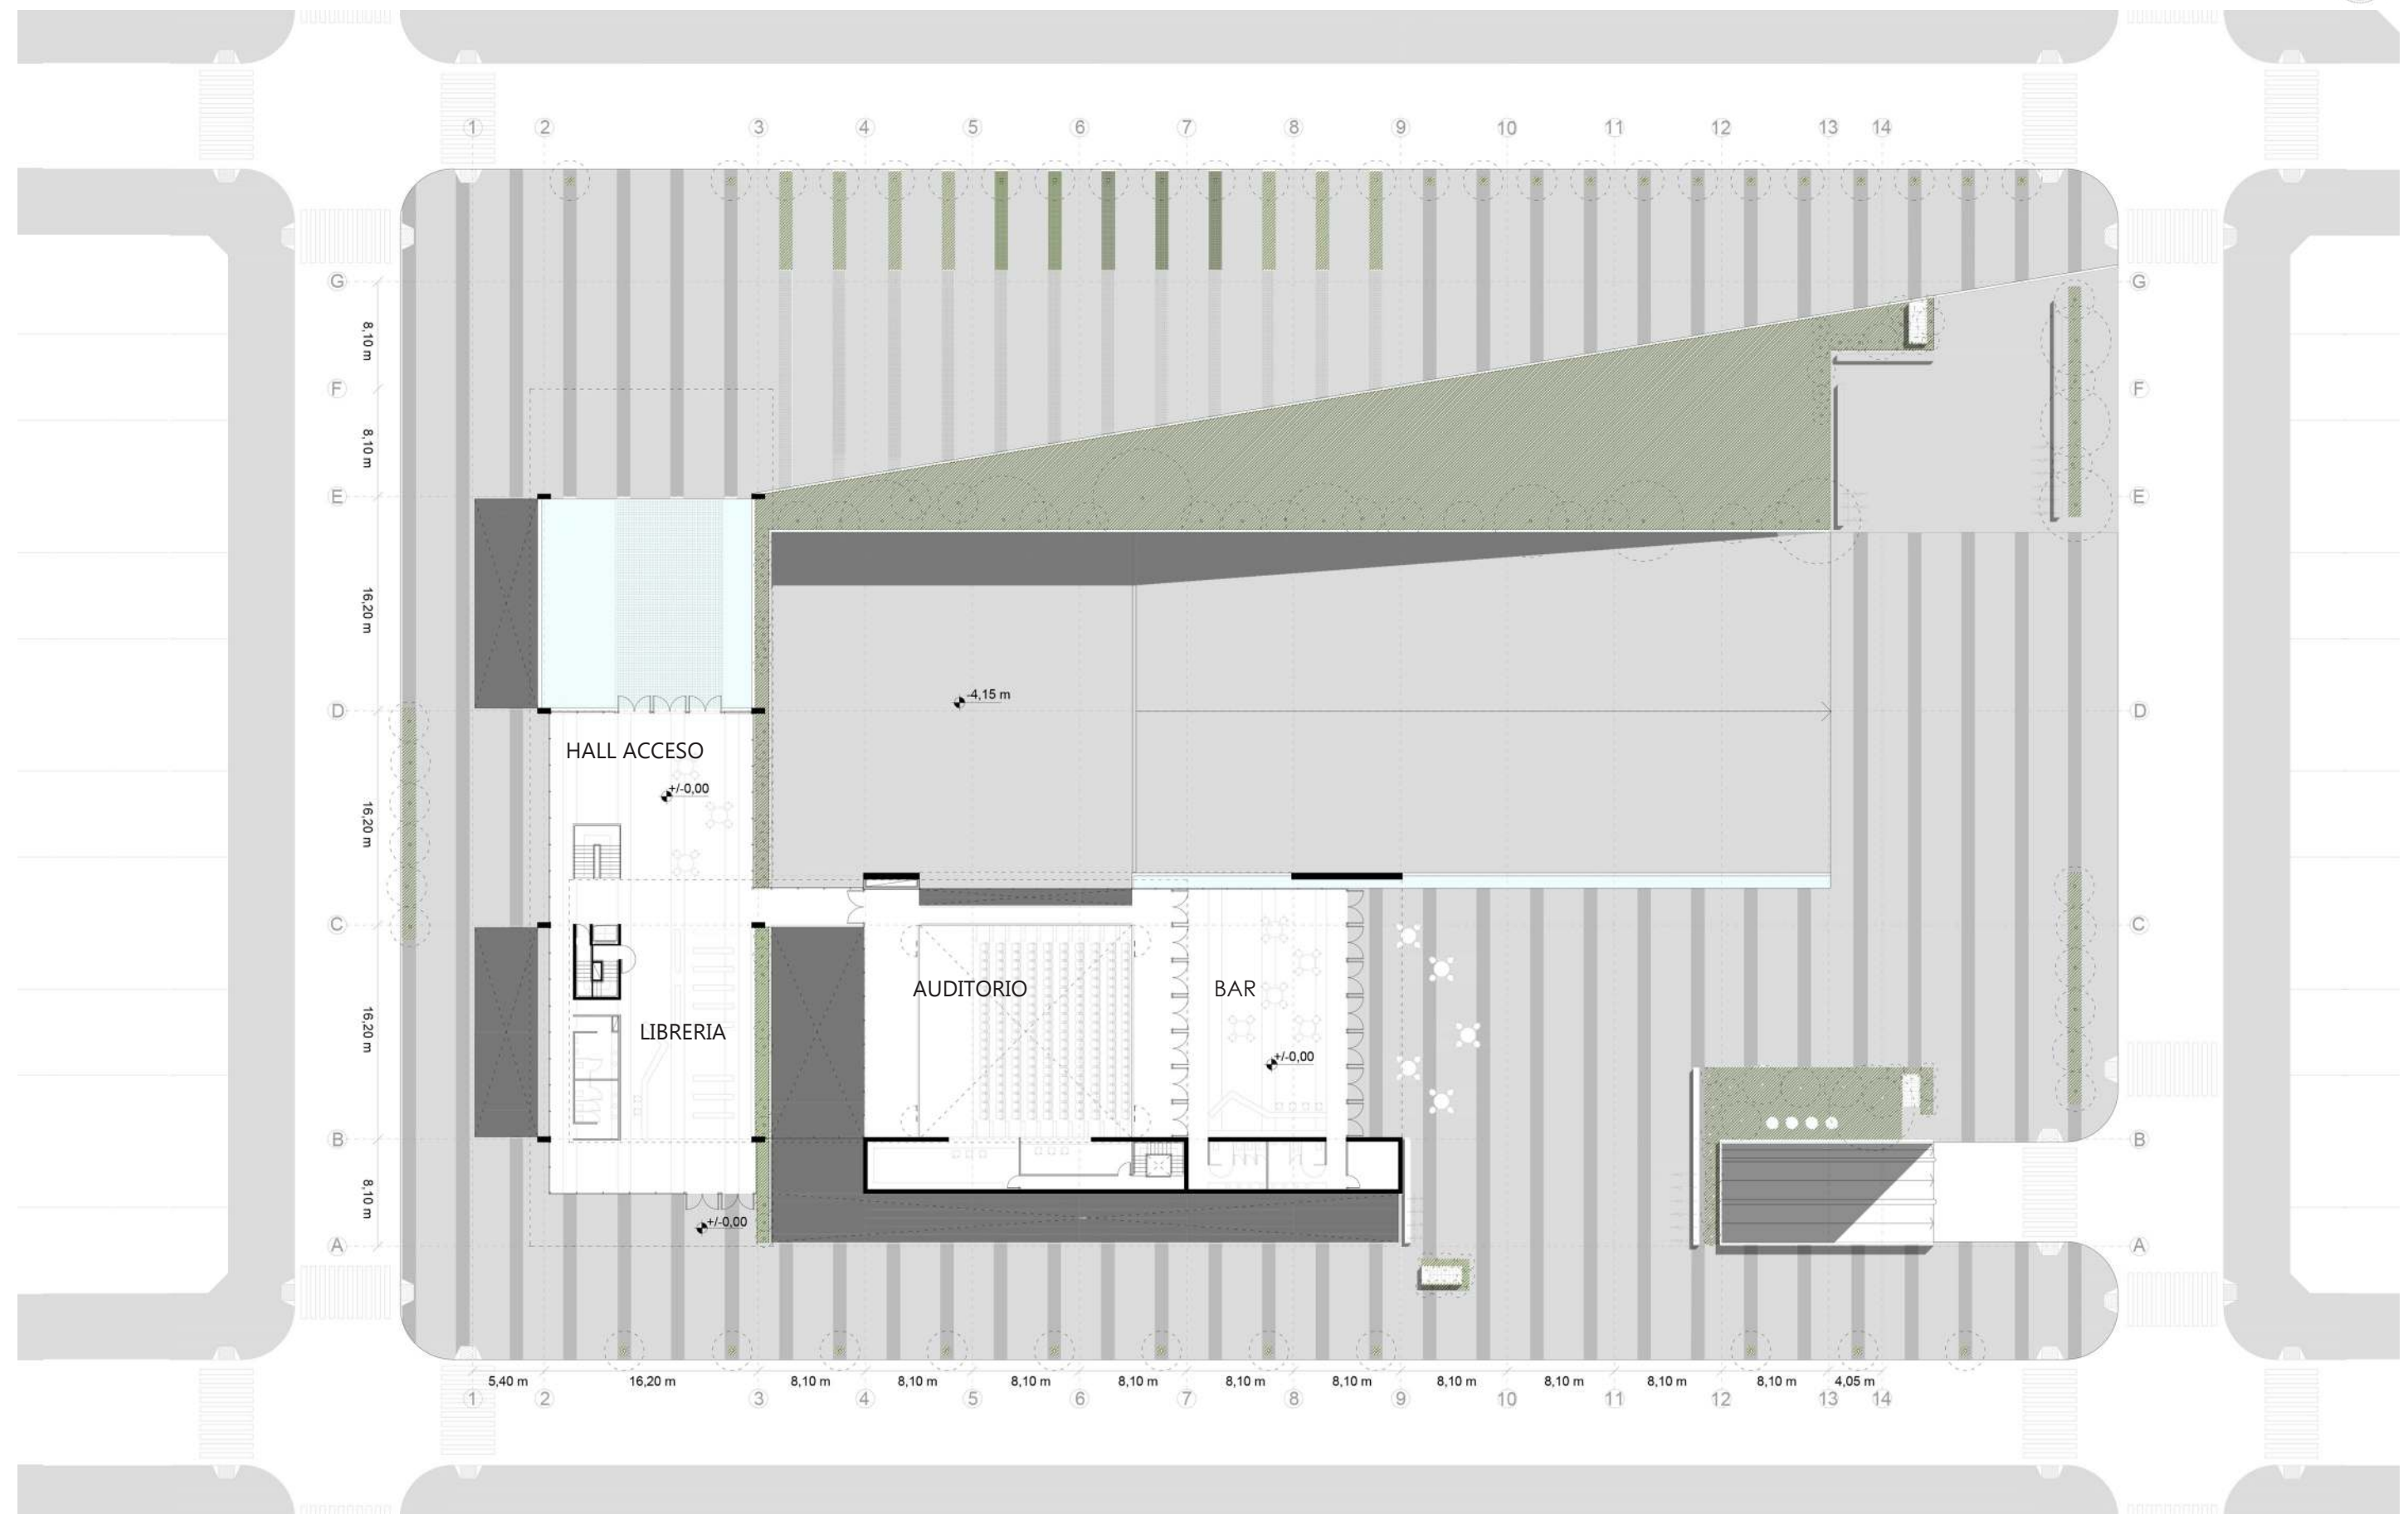 1 2 3 4 5 6 7 8 9 10 11 12 13 14
G G
8,10 m
F F
8,10 m
E E
16,20 m
-4,15 m
D D
HALL ACCESO
+/-0,00
16,20 m
C C
AUDITORIO
BAR
LIBRERIA
16,20 m
+/-0,00
B B
8,10 m
+/-0,00
A A
5,40 m 16,20 m 8,10 m 8,10 m 8,10 m 8,10 m 8,10 m 8,10 m 8,10 m 8,10 m 8,10 m 8,10 m 4,05 m
1 2 3 4 5 6 7 8 9 10 11 12 13 14